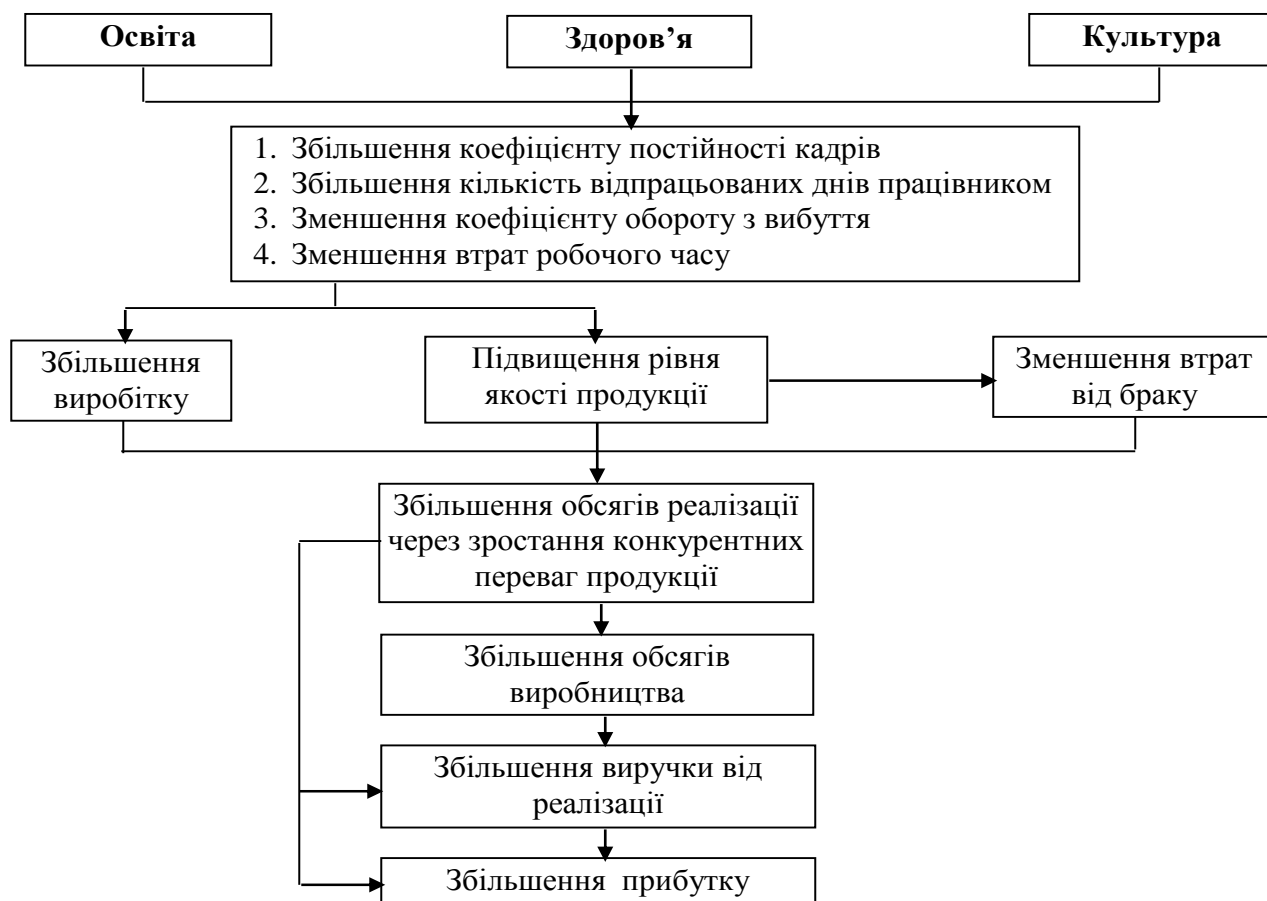 Освіта
Здоров’я
Культура
1. Збільшення коефіцієнту постійності кадрів
2. Збільшення кількість відпрацьованих днів працівником
3. Зменшення коефіцієнту обороту з вибуття
4. Зменшення втрат робочого часу
Збільшення
виробітку
Підвищення рівня
якості продукції
Зменшення втрат
від браку
Збільшення обсягів реалізації
через зростання конкурентних
переваг продукції
Збільшення обсягів
виробництва
Збільшення виручки від
реалізації
Збільшення прибутку